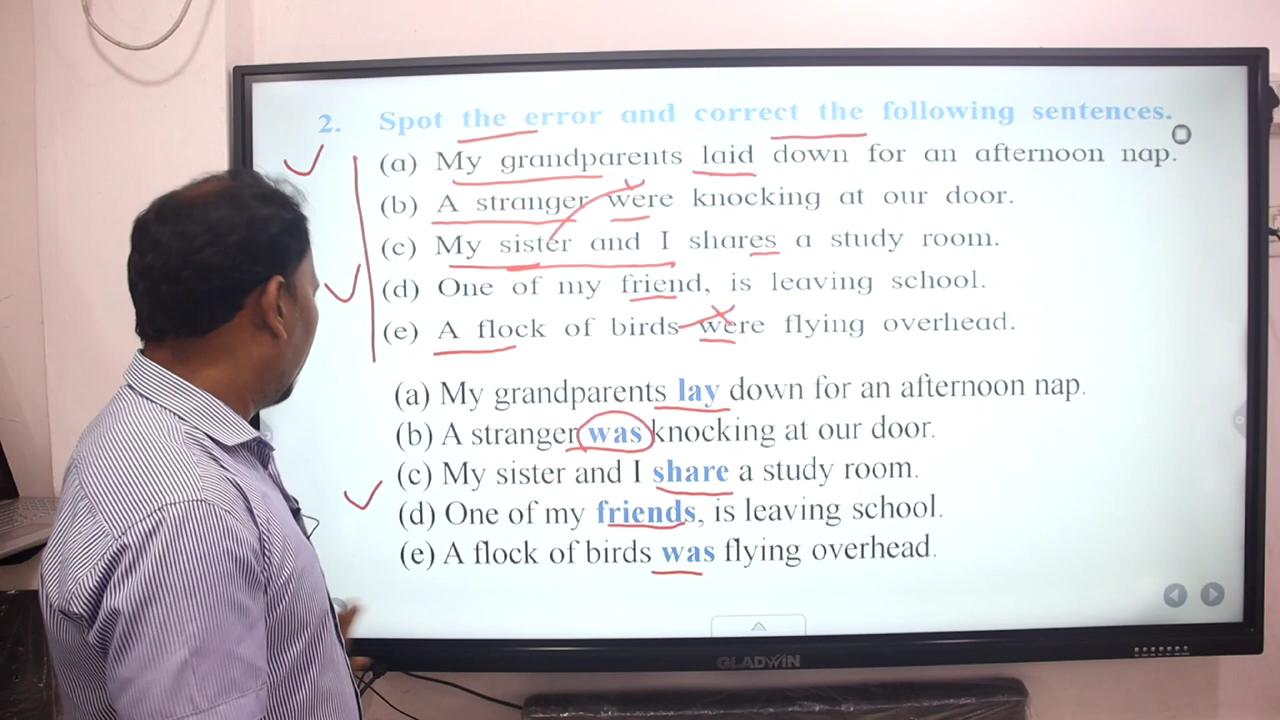 2. Spot the error and correct the following sentences.
(a) My grandparents laid down for an afternoon nap.
(b) A stranger were knocking at our door.
(c) My sister and I shares a study room.
(d) One of my friend, is leaving school.
(e) A flock of birds were flying overhead.
(a) My grandparents lay down for an afternoon nap.
(b) A stranger was knocking at our door.
(c) My sister and I share a study room.
(d) One of my friends, is leaving school.
(e) A flock of birds was flying overhead.
GLADWIN